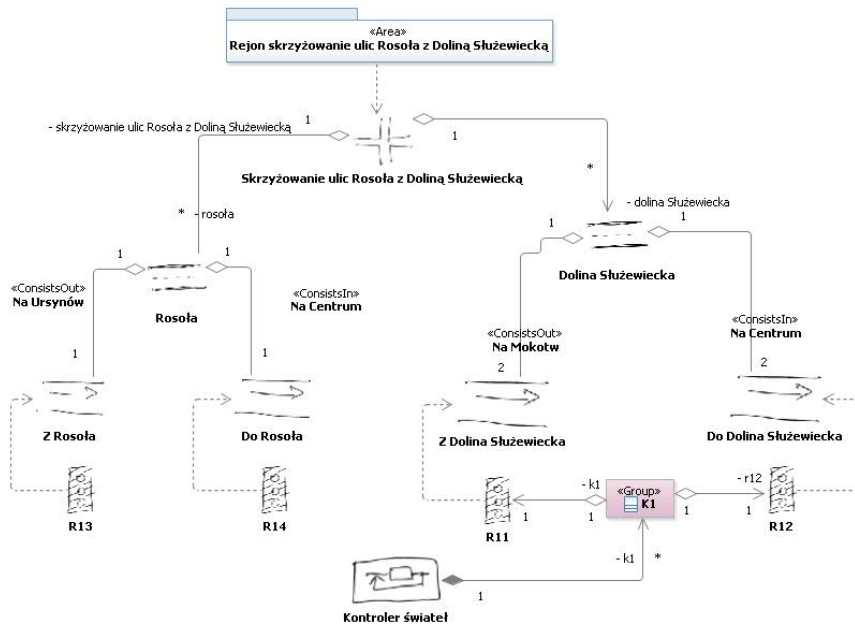 «Area»
Rejon skrzyżowanie ulic Rosoła z Doliną Służewiecką
- skrzyżowanie ulic Rosoła z Doliną Służewiecką
1
1
Skrzyżowanie ulic Rosoła z Doliną Służewiecką
*
*
- rosoła
- dolina Służewiecka
1
1
1
1
Dolina Służewiecka
«ConsistsOut»
Na Ursynów
Rosoła
«ConsistsIn»
Na Centrum
«ConsistsOut»
Na Mokotw
«ConsistsIn»
Na Centrum
1
1
2
2
Z Rosoła
Do Rosoła
Z Dolina Służewiecka
Do Dolina Służewiecka
R13
R14
R11
- k1
1
1
«Group»
K1
- r12
1
1
R12
- k1
*
1
Kontroler świateł